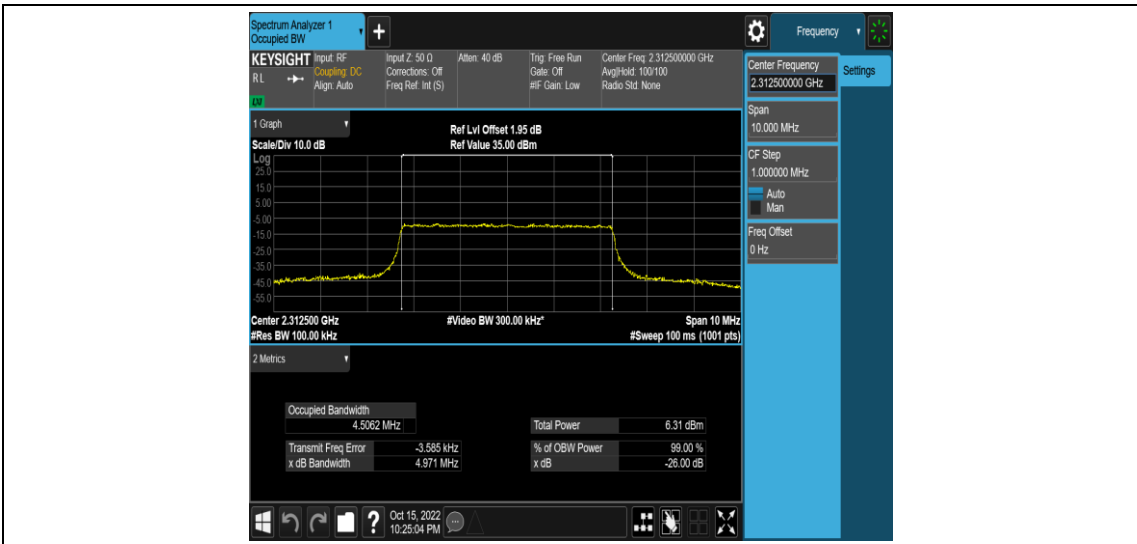 Spectrum Analyzer 1
Occupied BW
+
Frequency
KEYSIGHT
RL
LXI
Input: RF
Coupling: DC
Align: Auto
Input Z: 50 Ω
Corrections: Off
Freq Ref: Int (S)
Atten: 40 dB
Trig: Free Run
Gate: Off
#IF Gain: Low
Center Freq: 2.312500000 GHz
Avg|Hold: 100/100
Radio Std: None
Center Frequency
2.312500000 GHz
Settings
Span
10.000 MHz
CF Step
1.000000 MHz
Auto
Man
Freq Offset
0 Hz
1 Graph
Scale/Div 10.0 dB
Ref Lvl Offset 1.95 dB
Ref Value 35.00 dBm
Log
25.0
15.0
5.00
-5.00
-15.0
-25.0
-35.0
-45.0
-55.0
Center 2.312500 GHz
#Res BW 100.00 kHz
#Video BW 300.00 kHz*
Span 10 MHz
#Sweep 100 ms (1001 pts)
2 Metrics
Occupied Bandwidth
4.5062 MHz
Total Power 6.31 dBm
Transmit Freq Error -3.585 kHz
% of OBW Power 99.00 %
x dB Bandwidth 4.971 MHz
x dB -26.00 dB
?
Oct 15, 2022
10:25:04 PM